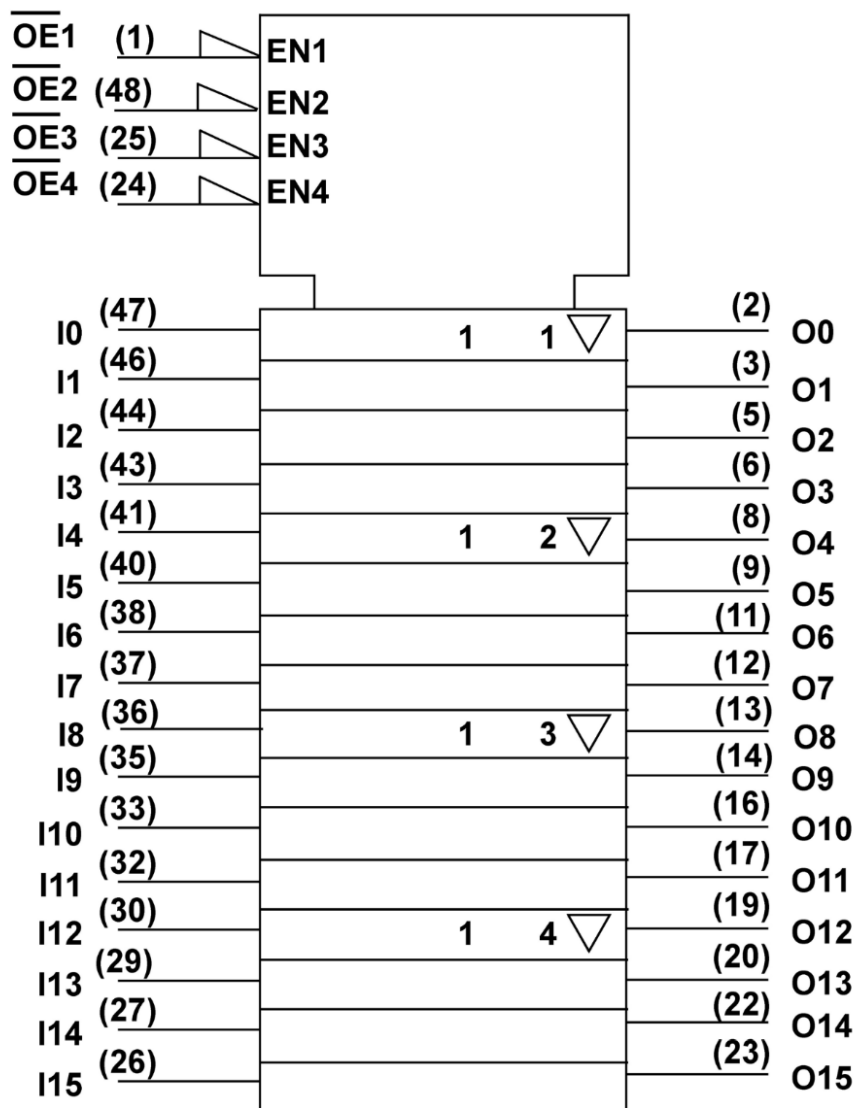 O̅E̅1 (1) EN1
O̅E̅2 (48) EN2
O̅E̅3 (25) EN3
O̅E̅4 (24) EN4
I0 (47) 1 1 ▽ (2) O0
I1 (46) (3) O1
I2 (44) (5) O2
I3 (43) (6) O3
I4 (41) 1 2 ▽ (8) O4
I5 (40) (9) O5
I6 (38) (11) O6
I7 (37) (12) O7
I8 (36) 1 3 ▽ (13) O8
I9 (35) (14) O9
I10 (33) (16) O10
I11 (32) (17) O11
I12 (30) 1 4 ▽ (19) O12
I13 (29) (20) O13
I14 (27) (22) O14
I15 (26) (23) O15